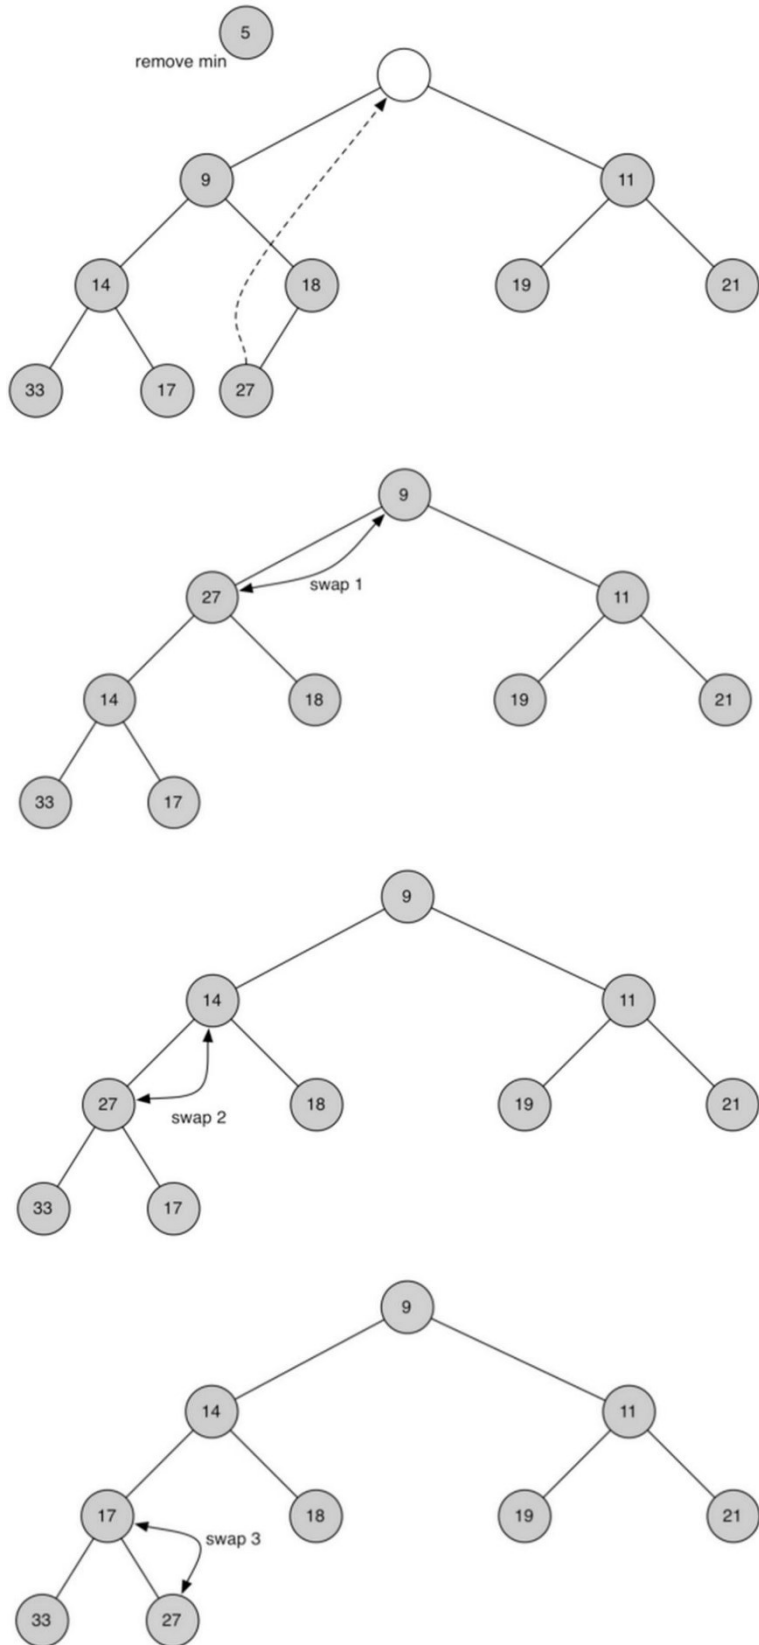 5
remove min
9 11
14 18 19 21
33 17 27
9
27 swap 1 11
14 18 19 21
33 17
9
14 11
27 swap 2 18 19 21
33 17
9
14 11
17 swap 3 18 19 21
33 27